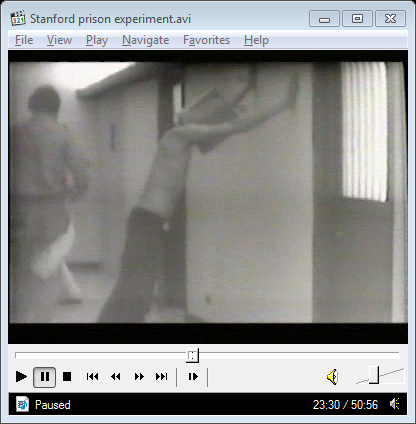 Stanford prison experiment.avi
File View Play Navigate Favorites Help
Paused 23:30 / 50:56